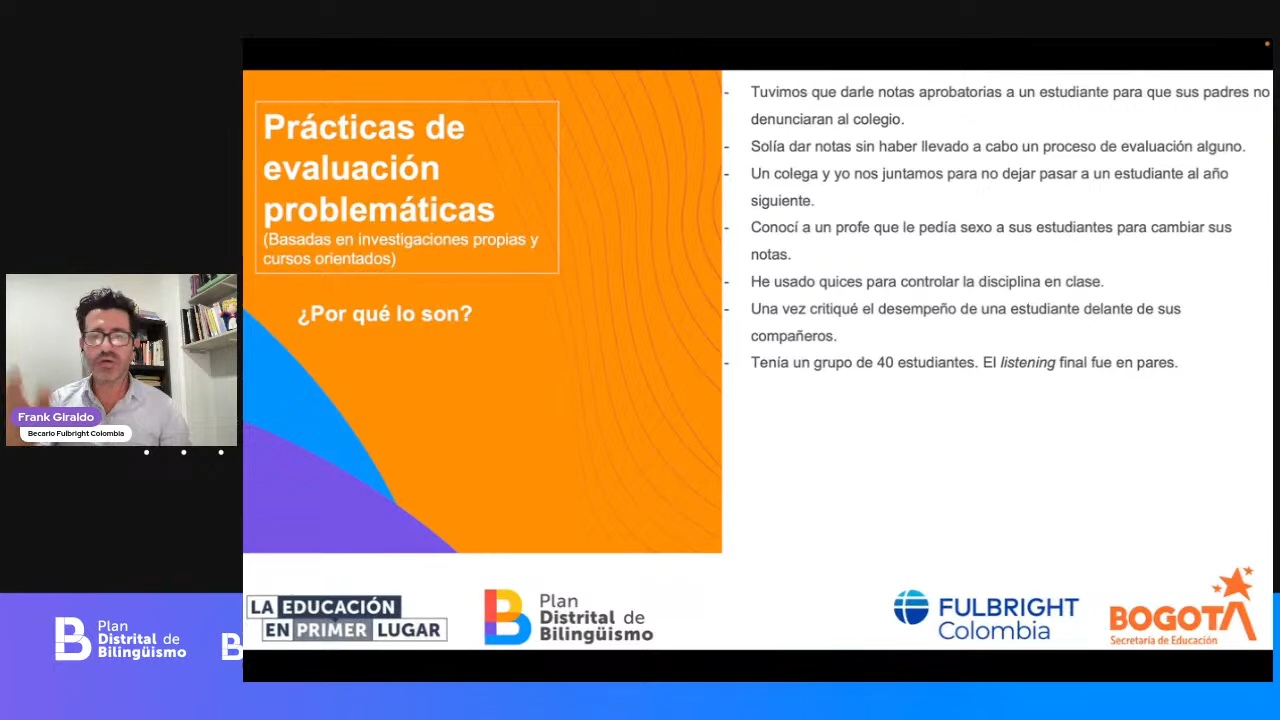 Prácticas de
evaluación
problemáticas
(Basadas en investigaciones propias y
cursos orientados)
¿Por qué lo son?
- Tuvimos que darle notas aprobatorias a un estudiante para que sus padres no
denunciaran al colegio.
- Solía dar notas sin haber llevado a cabo un proceso de evaluación alguno.
- Un colega y yo nos juntamos para no dejar pasar a un estudiante al año
siguiente.
- Conocí a un profe que le pedía sexo a sus estudiantes para cambiar sus
notas.
- He usado quices para controlar la disciplina en clase.
- Una vez critiqué el desempeño de una estudiante delante de sus
compañeros.
- Tenía un grupo de 40 estudiantes. El listening final fue en pares.
Frank Giraldo
Becario Fulbright Colombia
LA EDUCACIÓN
EN PRIMER LUGAR
B Plan
Distrital de
Bilingüismo
FULBRIGHT
Colombia
BOGOTÁ
Secretaría de Educación
B Plan
Distrital de
Bilingüismo
B